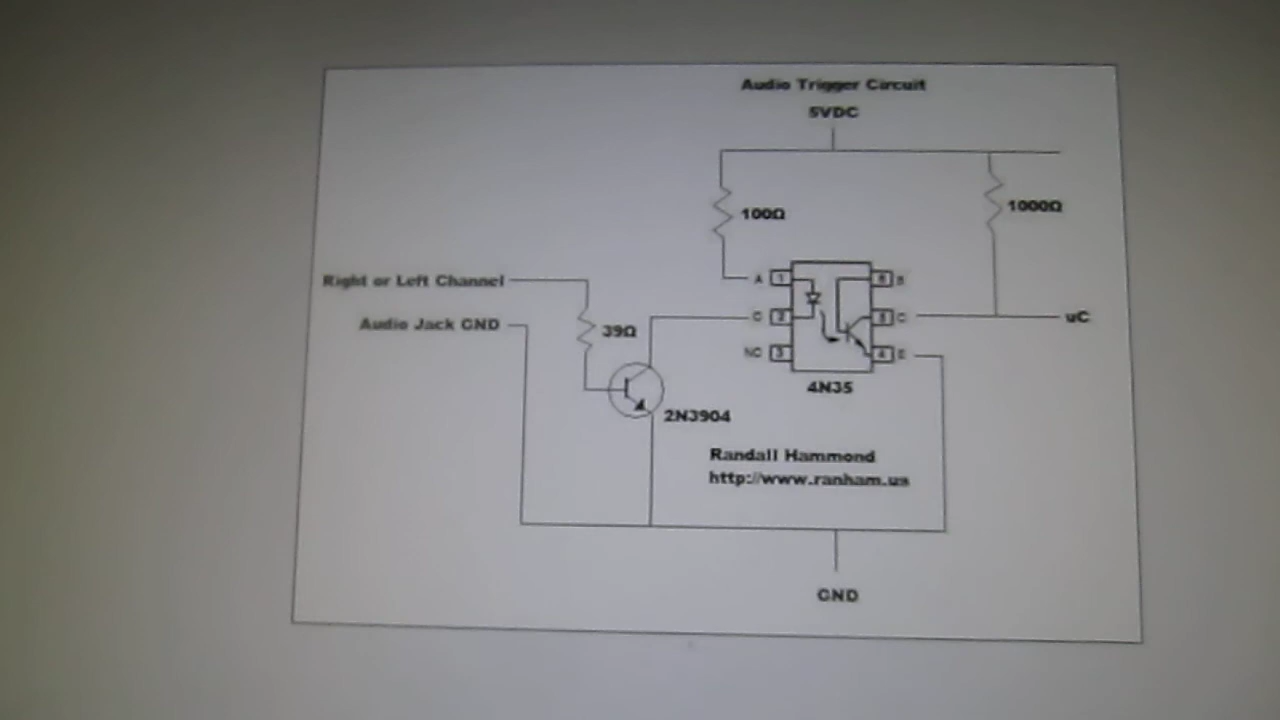 Audio Trigger Circuit
5VDC
100Ω
1000Ω
Right or Left Channel
A 1
6 B
Audio Jack GND
39Ω
C 2
5 C
uC
NC 3
4 E
4N35
2N3904
Randall Hammond
http://www.ranham.us
GND